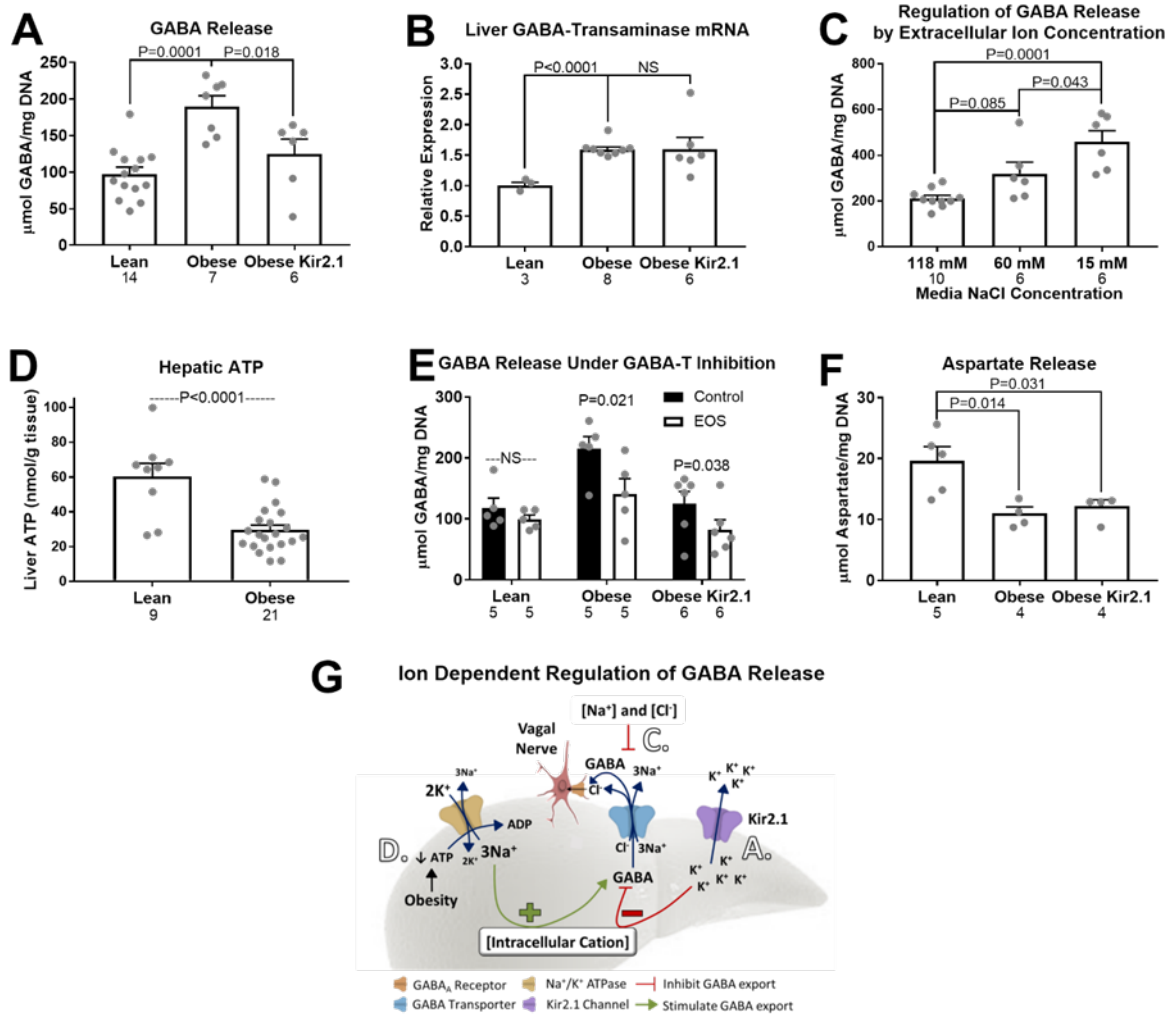 A
GABA Release
P=0.0001
P=0.018
μmol GABA/mg DNA
250
200
150
100
50
0
Lean
Obese
Obese Kir2.1
14
7
6
B
Liver GABA-Transaminase mRNA
P<0.0001
NS
Relative Expression
3.0
2.5
2.0
1.5
1.0
0.5
0.0
Lean
Obese
Obese Kir2.1
3
8
6
C
Regulation of GABA Release
by Extracellular Ion Concentration
P=0.0001
P=0.043
P=0.085
μmol GABA/mg DNA
800
600
400
200
0
118 mM
60 mM
15 mM
10
6
6
Media NaCl Concentration
D
Hepatic ATP
------P<0.0001-----
Liver ATP (nmol/g tissue)
100
80
60
40
20
0
Lean
Obese
9
21
E
GABA Release Under GABA-T Inhibition
Control
EOS
P=0.021
---NS---
P=0.038
μmol GABA/mg DNA
300
200
100
0
Lean
Obese
Obese Kir2.1
5
5
5
5
6
6
F
Aspartate Release
P=0.031
P=0.014
μmol Aspartate/mg DNA
30
20
10
0
Lean
Obese
Obese Kir2.1
5
4
4
G
Ion Dependent Regulation of GABA Release
[Na⁺] and [Cl⁻]
C.
Vagal
Nerve
GABA
3Na⁺
Cl⁻
3Na⁺
2K⁺
ADP
D.
↓ ATP
2K⁺
3Na⁺
Obesity
Cl⁻
3Na⁺
GABA
K⁺
K⁺
K⁺
K⁺
K⁺
Kir2.1
A.
K⁺
K⁺
K⁺
K⁺
K⁺
K⁺
[Intracellular Cation]
GABA_A Receptor
Na⁺/K⁺ ATPase
Inhibit GABA export
GABA Transporter
Kir2.1 Channel
Stimulate GABA export